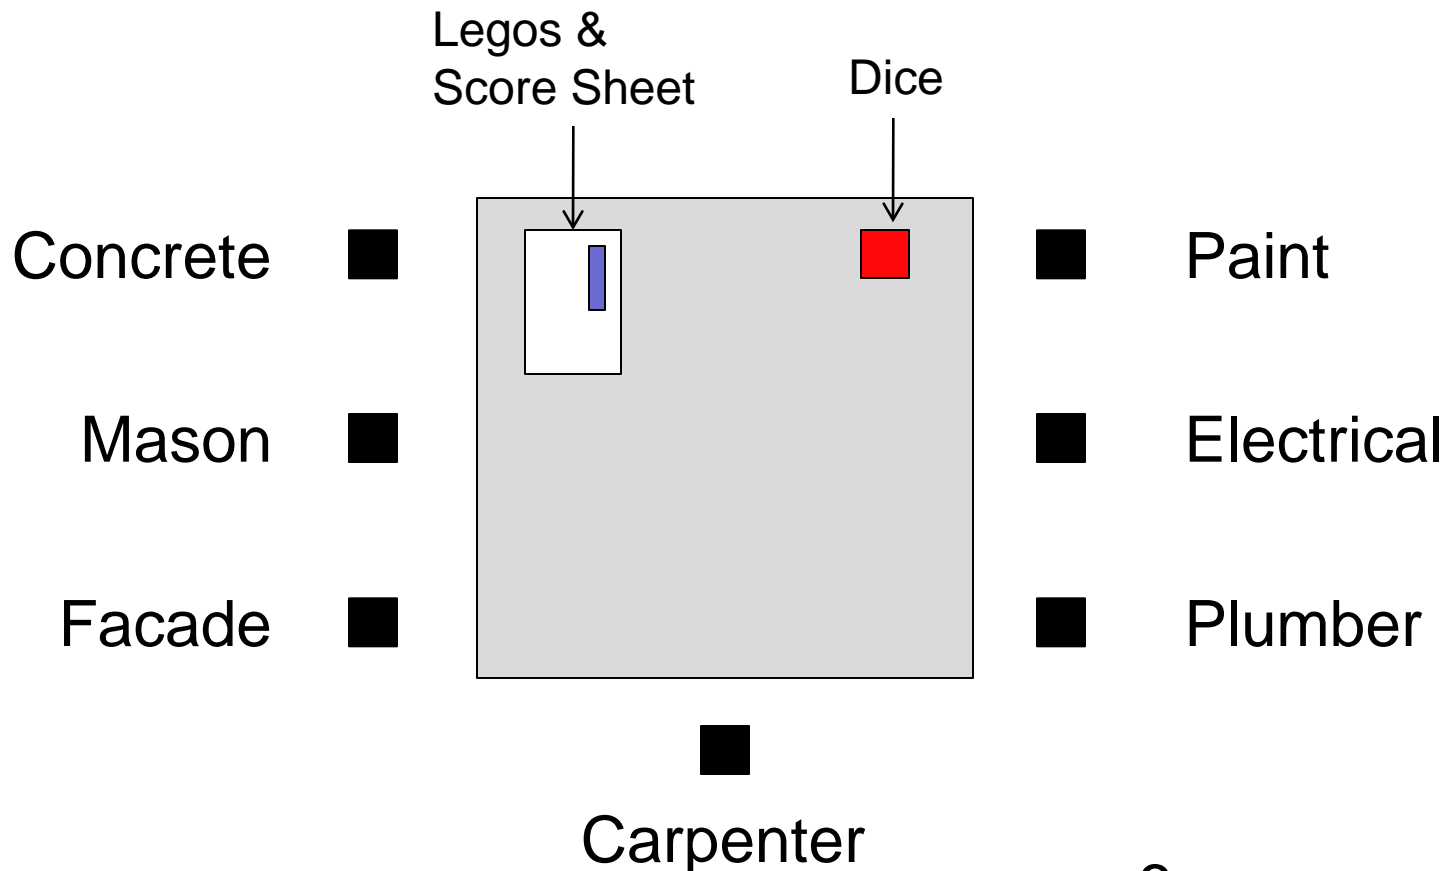 Legos &
Score Sheet
Dice
Concrete
Paint
Mason
Electrical
Facade
Plumber
Carpenter